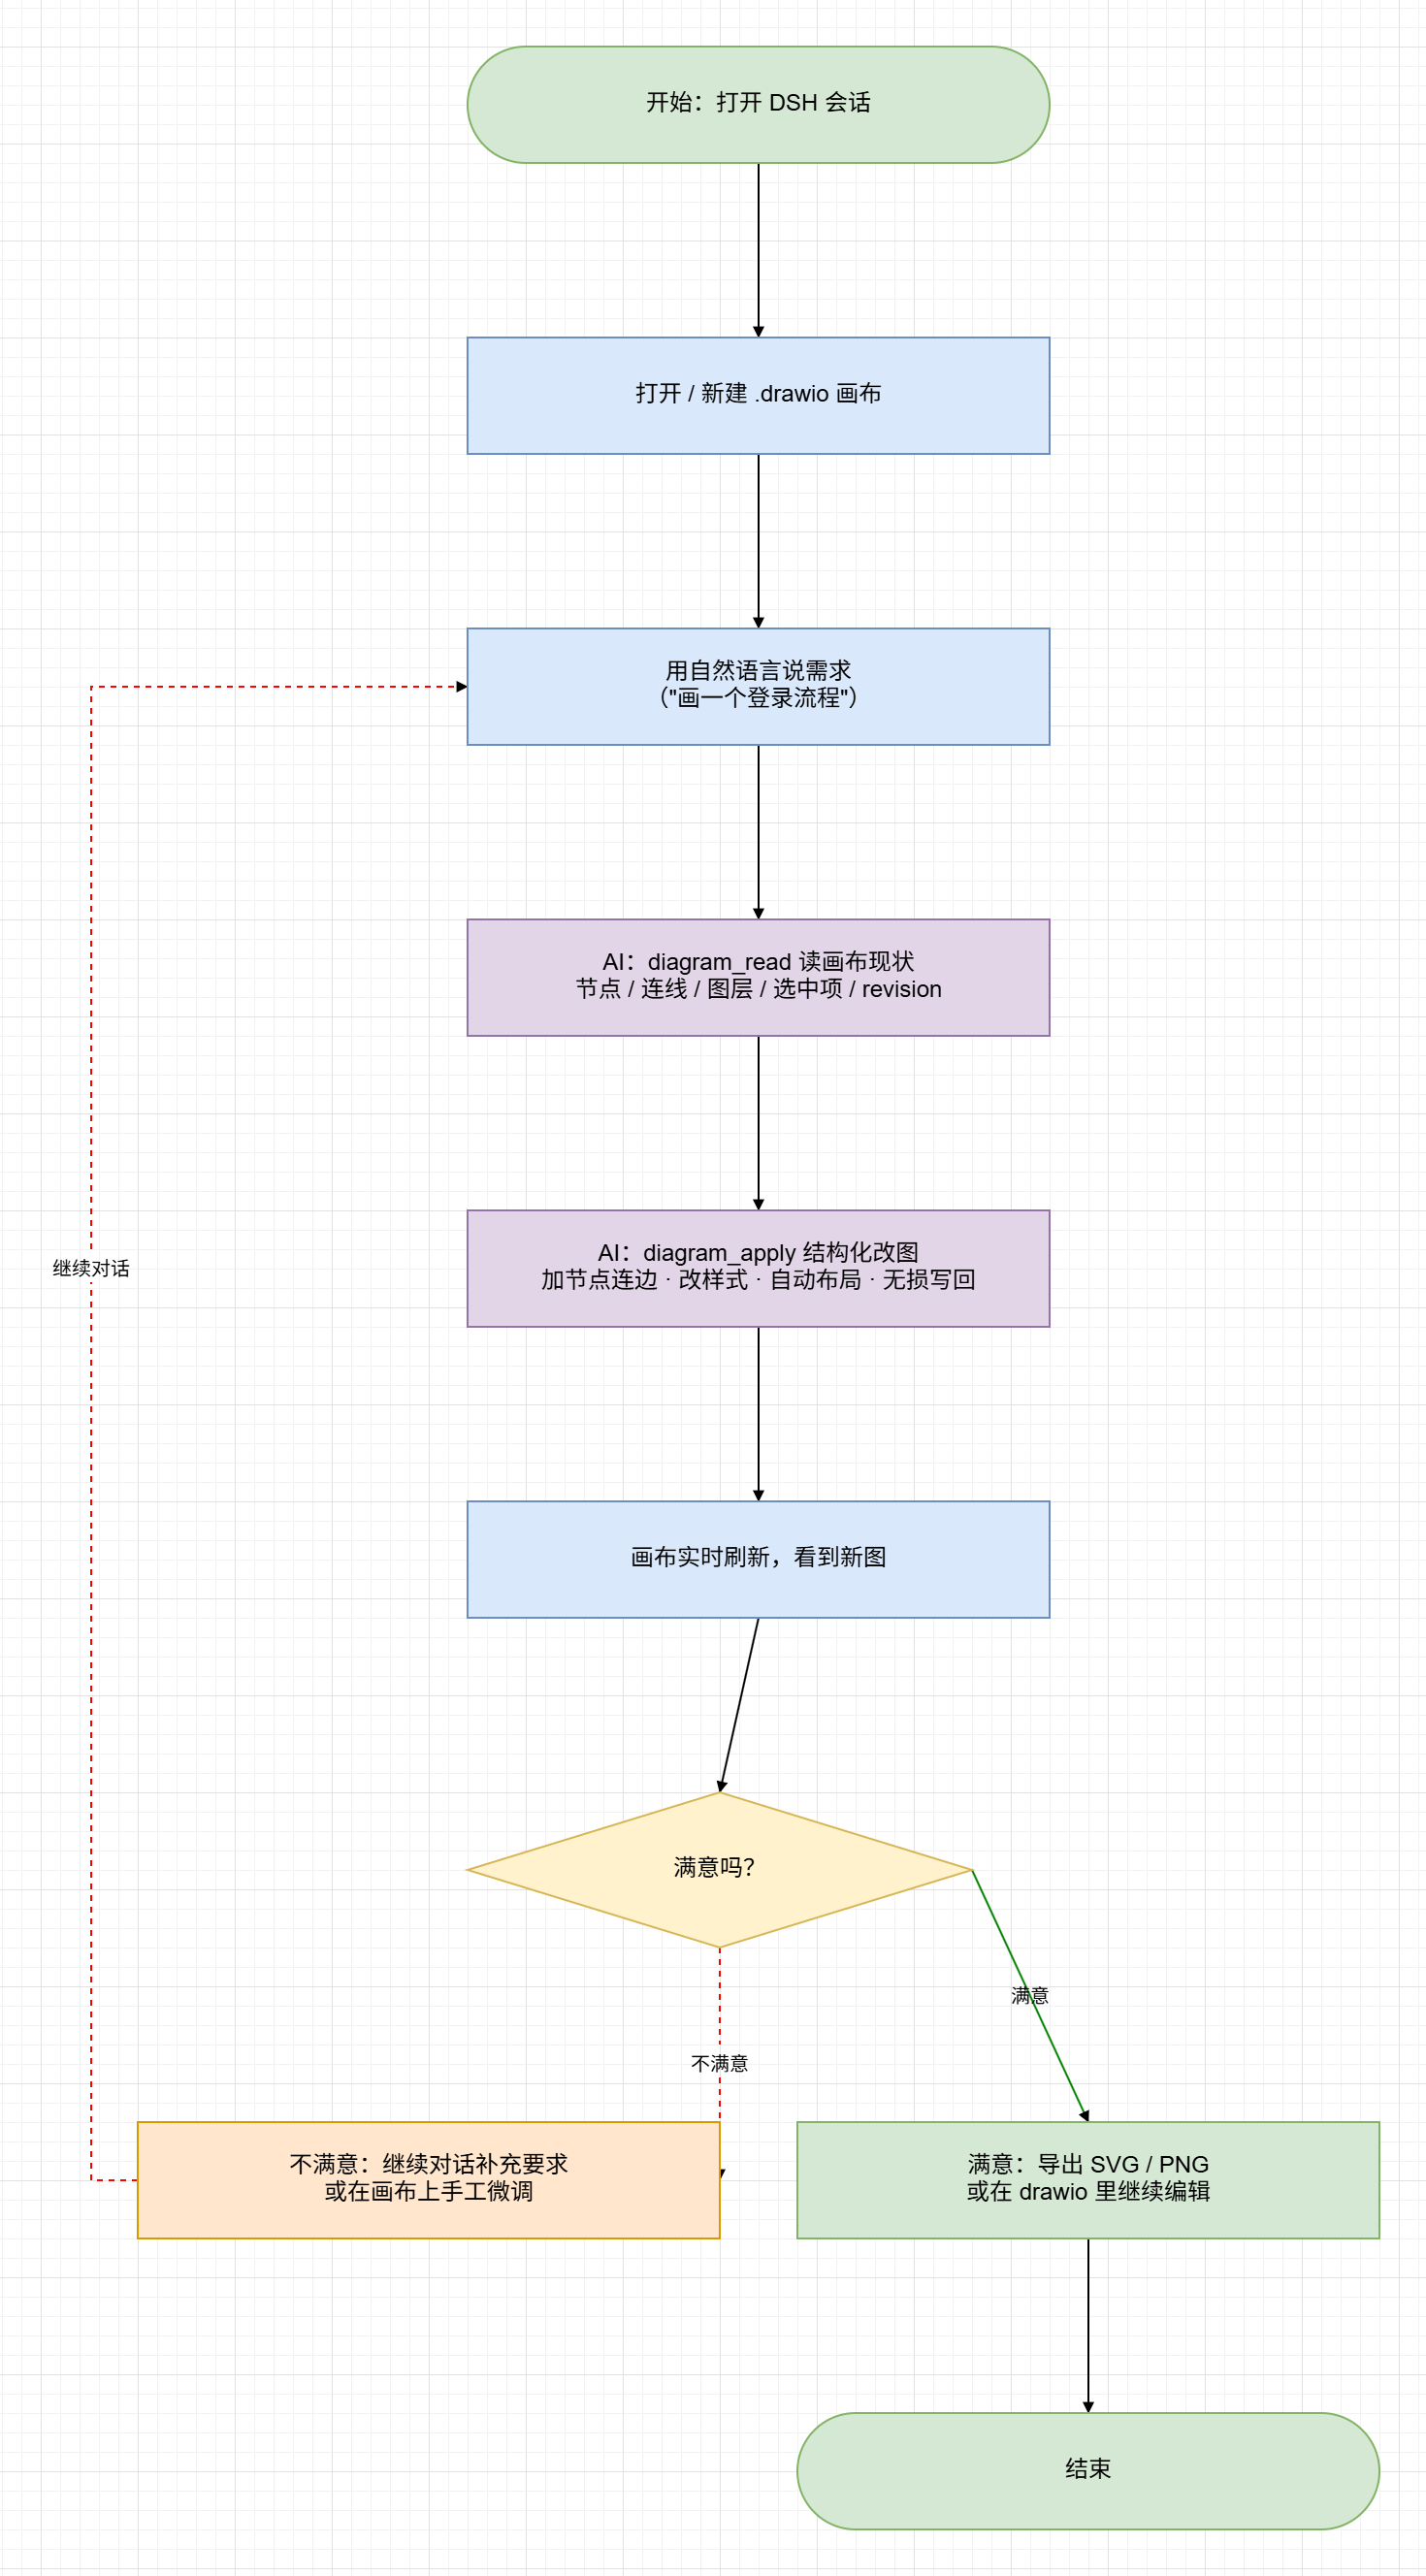 开始：打开 DSH 会话
打开 / 新建 .drawio 画布
用自然语言说需求
（"画一个登录流程"）
AI：diagram_read 读画布现状
节点 / 连线 / 图层 / 选中项 / revision
AI：diagram_apply 结构化改图
加节点连边 · 改样式 · 自动布局 · 无损写回
继续对话
画布实时刷新，看到新图
满意吗？
满意
不满意
不满意：继续对话补充要求
或在画布上手工微调
满意：导出 SVG / PNG
或在 drawio 里继续编辑
结束